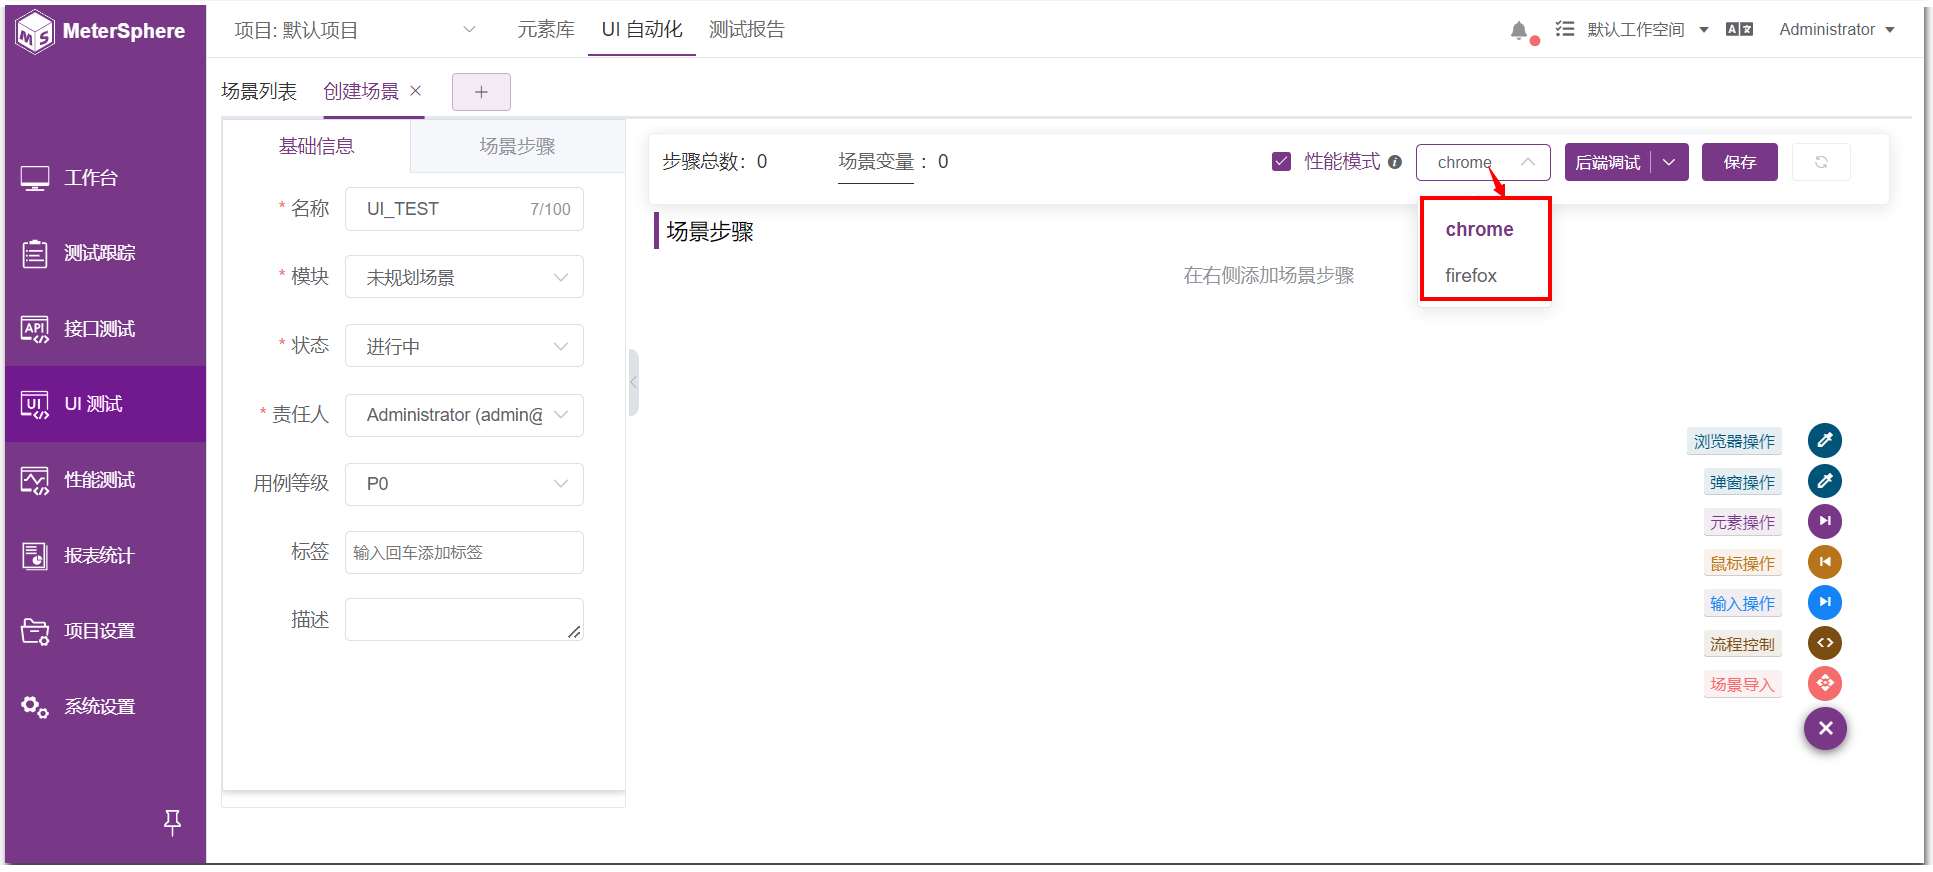 MeterSphere
项目: 默认项目
元素库
UI 自动化
测试报告
默认工作空间
Administrator
场景列表
创建场景
工作台
测试跟踪
API 接口测试
UI UI 测试
性能测试
报表统计
项目设置
系统设置
基础信息
场景步骤
* 名称 UI_TEST 7/100
* 模块 未规划场景
* 状态 进行中
* 责任人 Administrator (admin@
用例等级 P0
标签 输入回车添加标签
描述
步骤总数: 0
场景变量 : 0
性能模式
chrome
后端调试
保存
chrome
firefox
场景步骤
在右侧添加场景步骤
浏览器操作
弹窗操作
元素操作
鼠标操作
输入操作
流程控制
场景导入